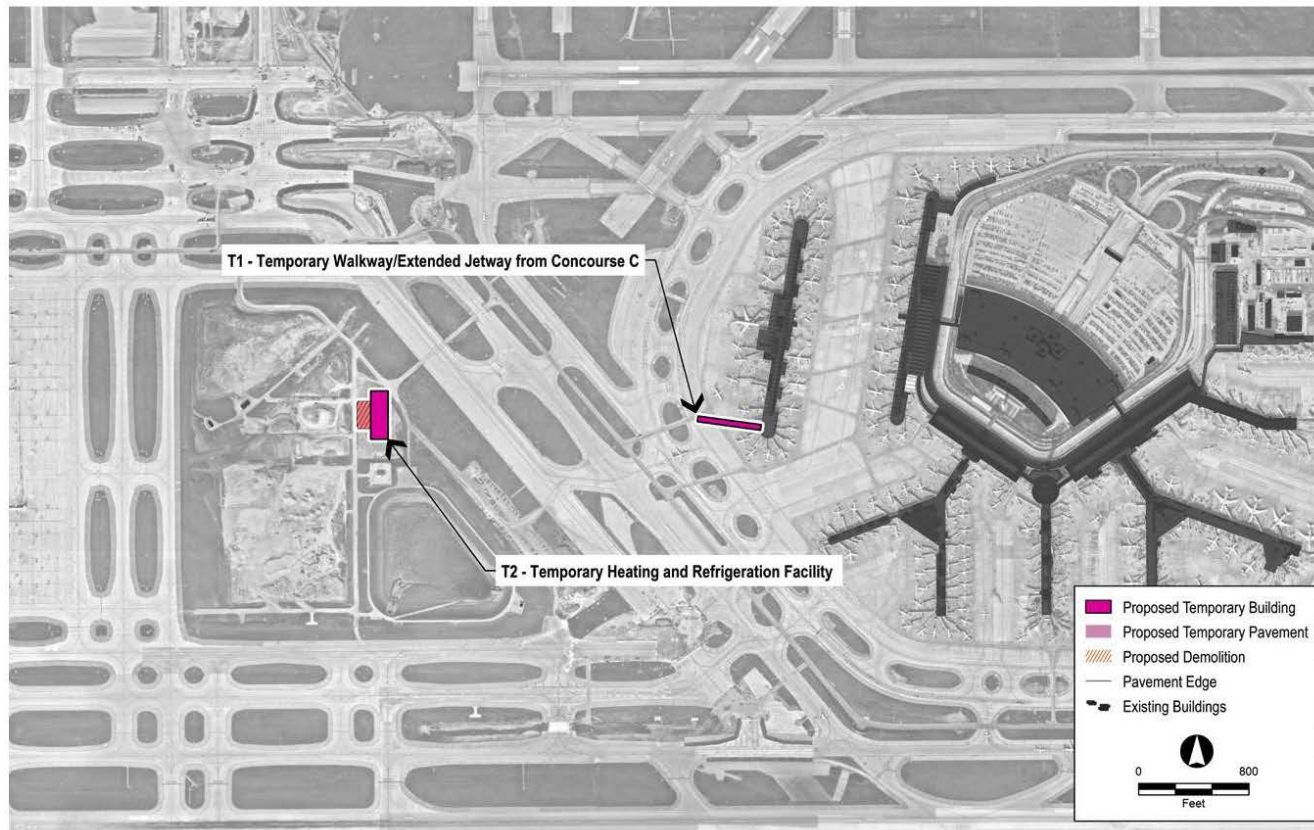 T1 - Temporary Walkway/Extended Jetway from Concourse C
T2 - Temporary Heating and Refrigeration Facility
Proposed Temporary Building
Proposed Temporary Pavement
Proposed Demolition
Pavement Edge
Existing Buildings
0 800
Feet